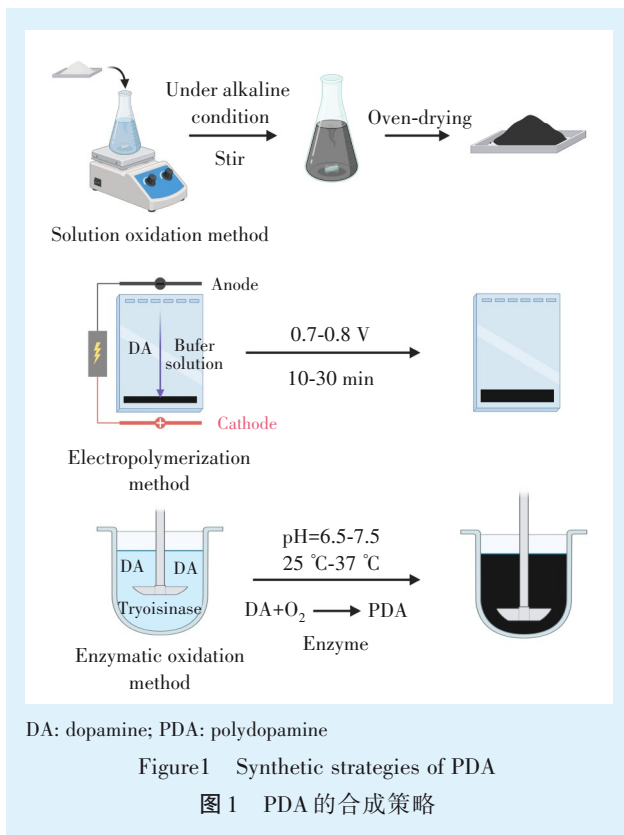 Under alkaline
condition
Stir
Oven-drying
Solution oxidation method
Anode
DA
Bufer
solution
Cathode
0.7-0.8 V
10-30 min
Electropolymerization
method
DA DA
Tryoisinase
pH=6.5-7.5
25 ℃-37 ℃
DA+O₂ ⟶ PDA
Enzyme
Enzymatic oxidation
method
DA: dopamine; PDA: polydopamine
Figure1 Synthetic strategies of PDA
图1 PDA的合成策略